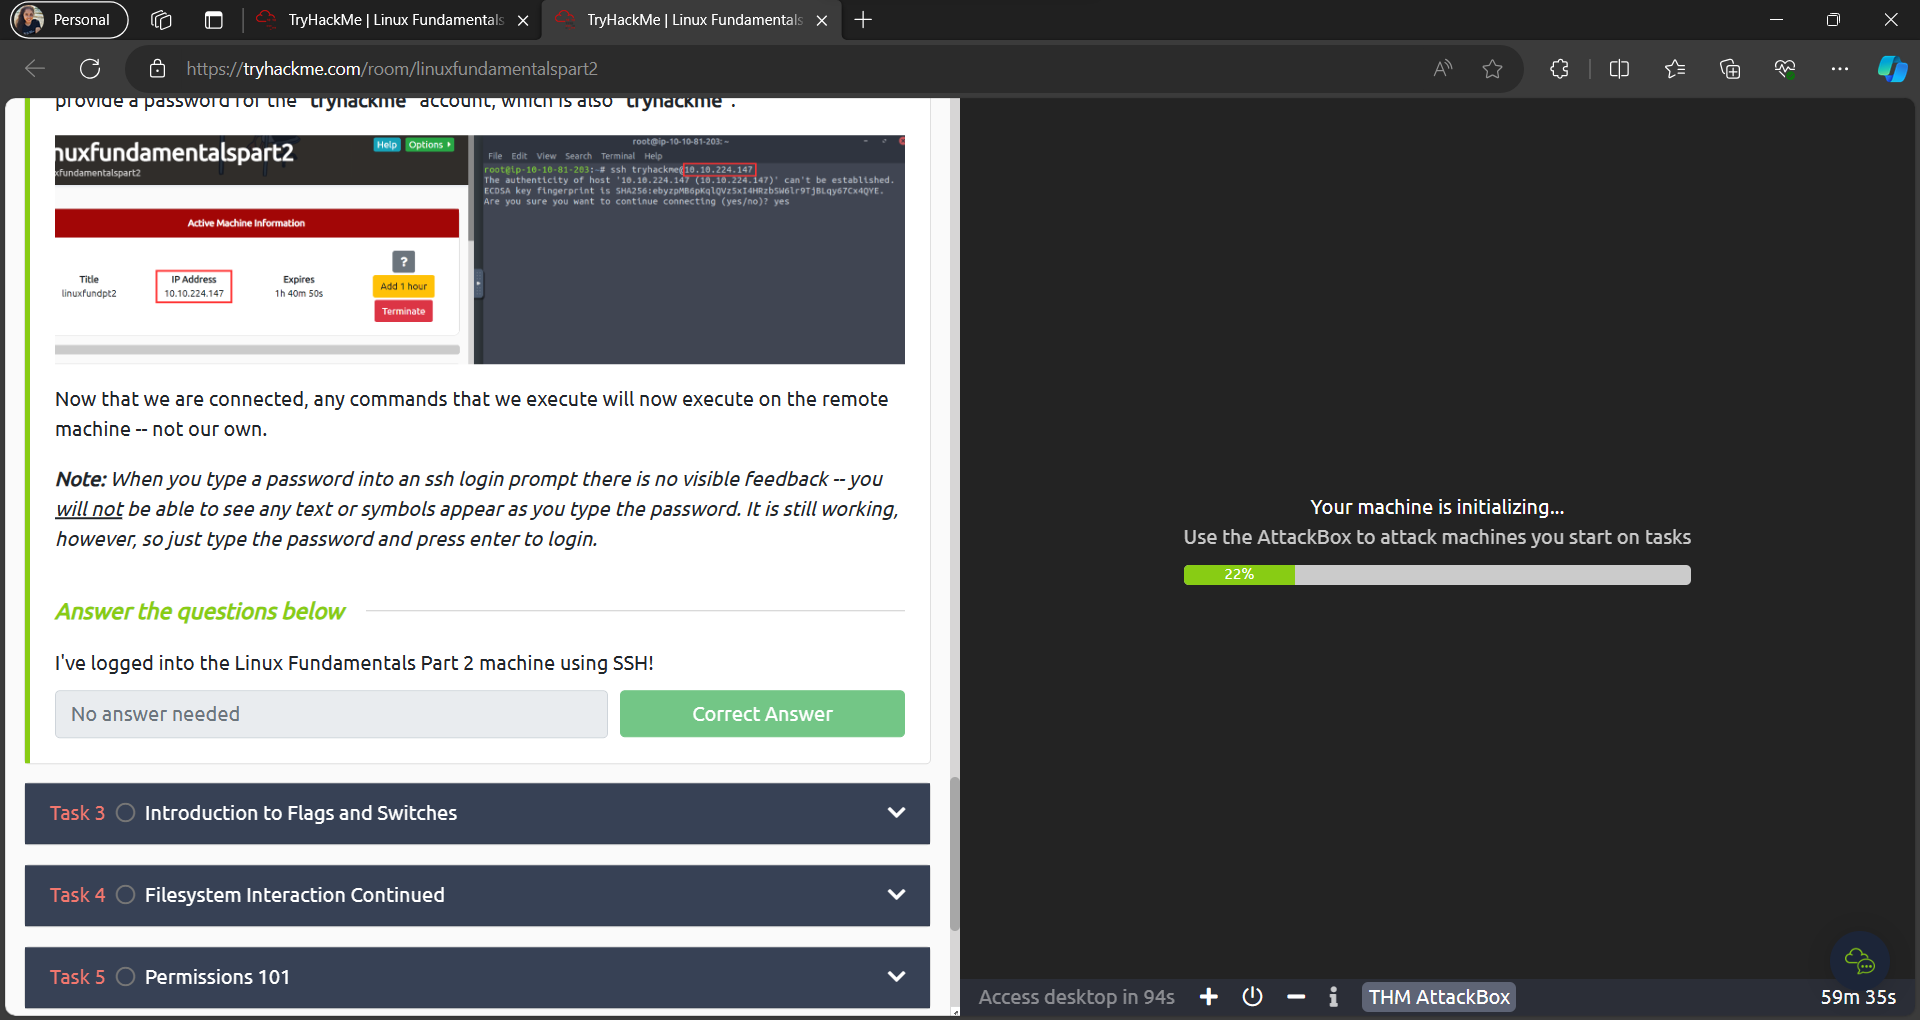 Personal
TryHackMe | Linux Fundamentals
TryHackMe | Linux Fundamentals
https://tryhackme.com/room/linuxfundamentalspart2
provide a password for the "tryhackme" account, which is also "tryhackme".
nuxfundamentalspart2
xfundamentalspart2
Help
Options
Active Machine Information
Title
linuxfundpt2
IP Address
10.10.224.147
Expires
1h 40m 50s
?
Add 1 hour
Terminate
root@ip-10-10-81-203: ~
File Edit View Search Terminal Help
root@ip-10-10-81-203:~# ssh tryhackme@10.10.224.147
The authenticity of host '10.10.224.147 (10.10.224.147)' can't be established.
ECDSA key fingerprint is
Are you sure you want to continue connecting (yes/no)? yes
Now that we are connected, any commands that we execute will now execute on the remote
machine -- not our own.
Note: When you type a password into an ssh login prompt there is no visible feedback -- you
will not be able to see any text or symbols appear as you type the password. It is still working,
however, so just type the password and press enter to login.
Answer the questions below
I've logged into the Linux Fundamentals Part 2 machine using SSH!
No answer needed
Correct Answer
Task 3 Introduction to Flags and Switches
Task 4 Filesystem Interaction Continued
Task 5 Permissions 101
Your machine is initializing...
Use the AttackBox to attack machines you start on tasks
22%
Access desktop in 94s
THM AttackBox
59m 35s